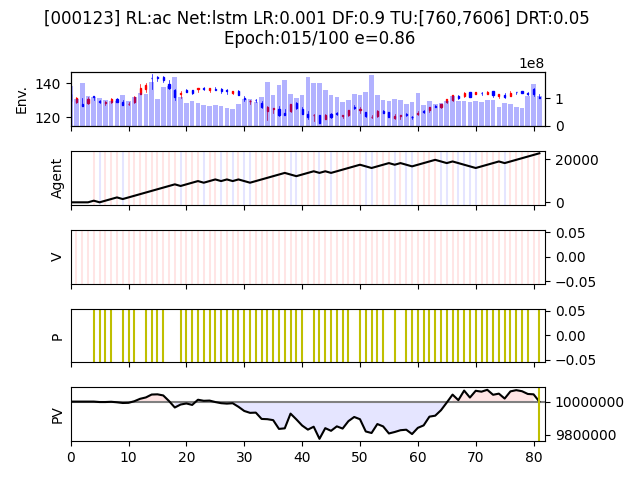 [000123] RL:ac Net:lstm LR:0.001 DF:0.9 TU:[760,7606] DRT:0.05
Epoch:015/100 e=0.86
1e8
Env.
140
120
1
0
Agent
20000
0
V
0.05
0.00
−0.05
P
0.05
0.00
−0.05
PV
10000000
9800000
0 10 20 30 40 50 60 70 80